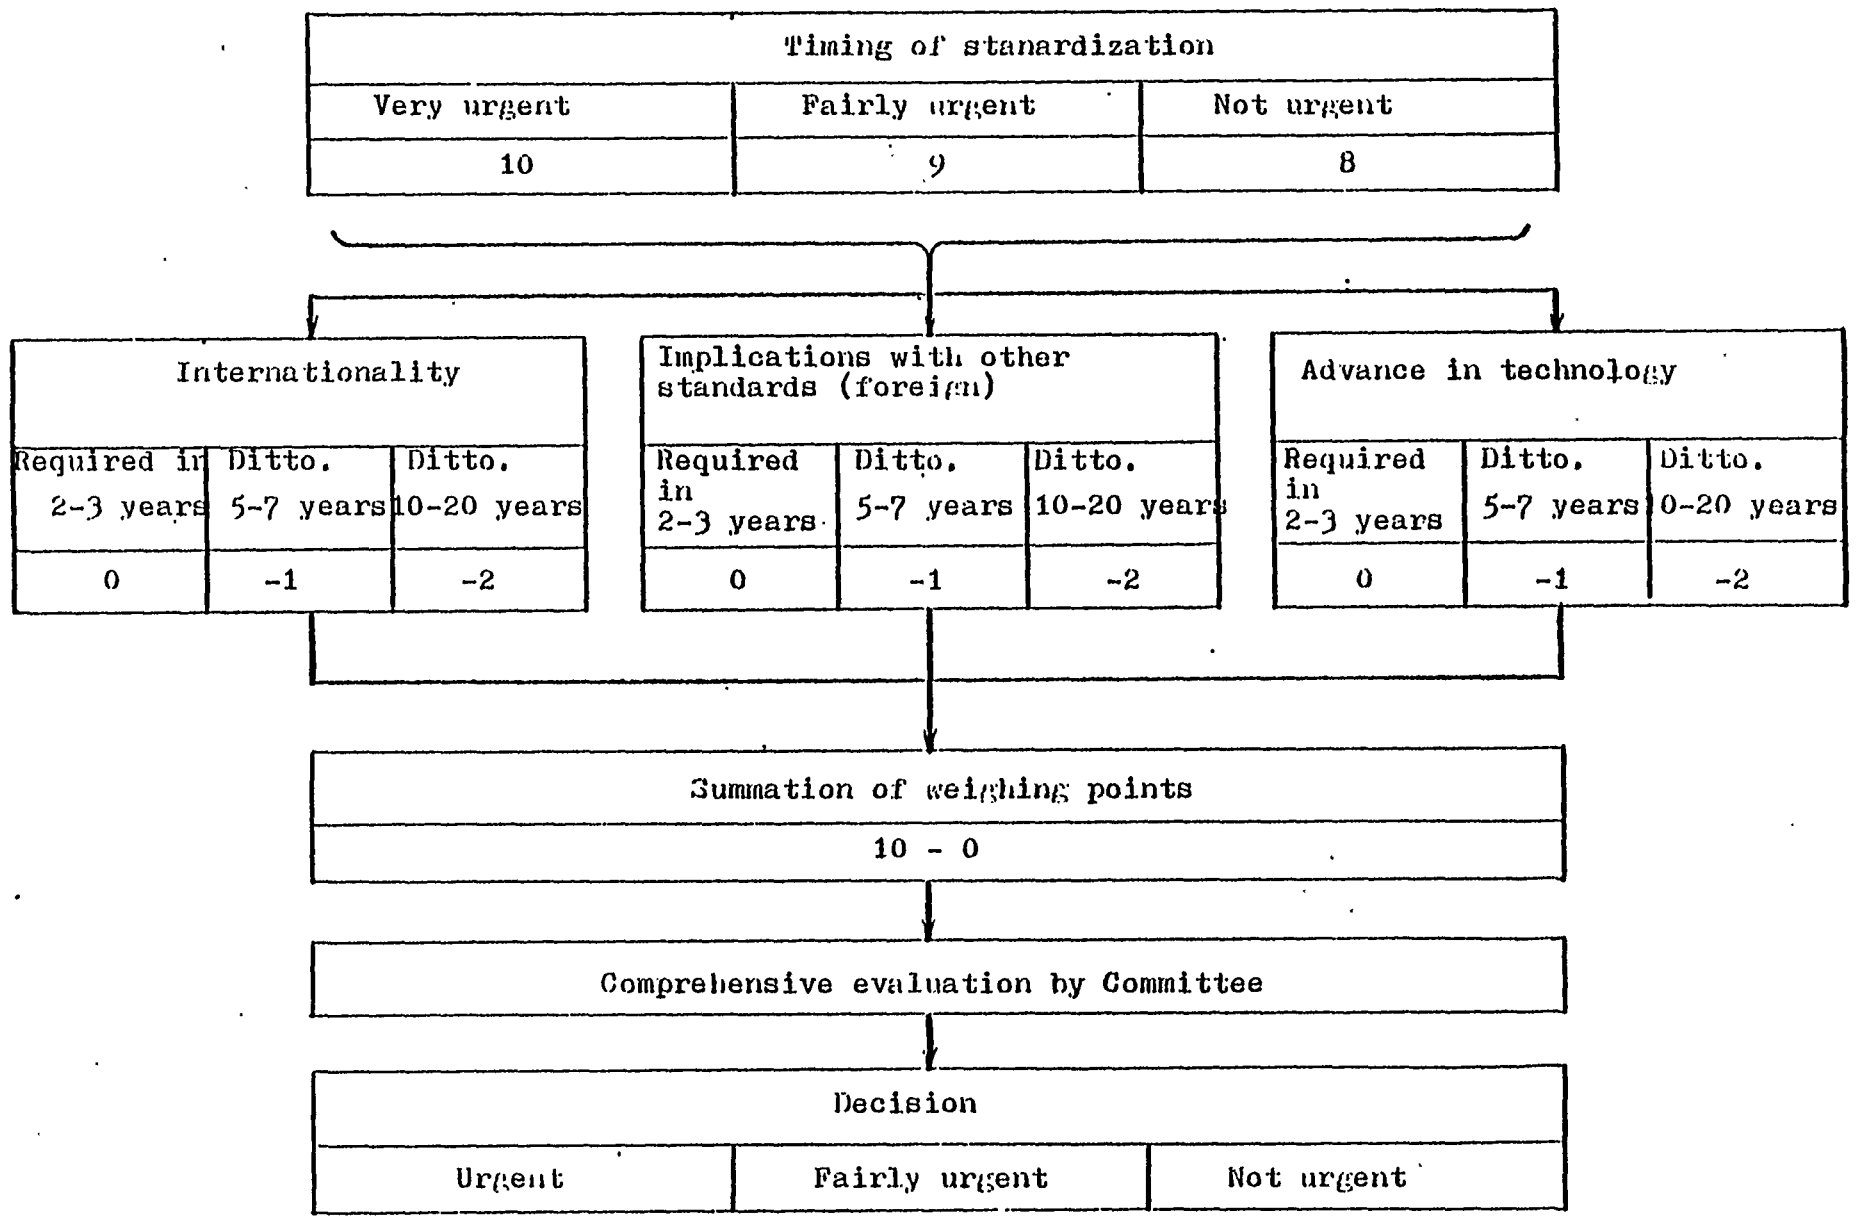 Timing of stanardization
Very urgent Fairly urgent Not urgent
10 9 8
Internationality
Required in Ditto. Ditto.
2-3 years 5-7 years 10-20 years
0 -1 -2
Implications with other
standards (foreign)
Required Ditto. Ditto.
in
2-3 years 5-7 years 10-20 years
0 -1 -2
Advance in technology
Required Ditto. Ditto.
in
2-3 years 5-7 years 0-20 years
0 -1 -2
Summation of weighing points
10 - 0
Comprehensive evaluation by Committee
Decision
Urgent Fairly urgent Not urgent